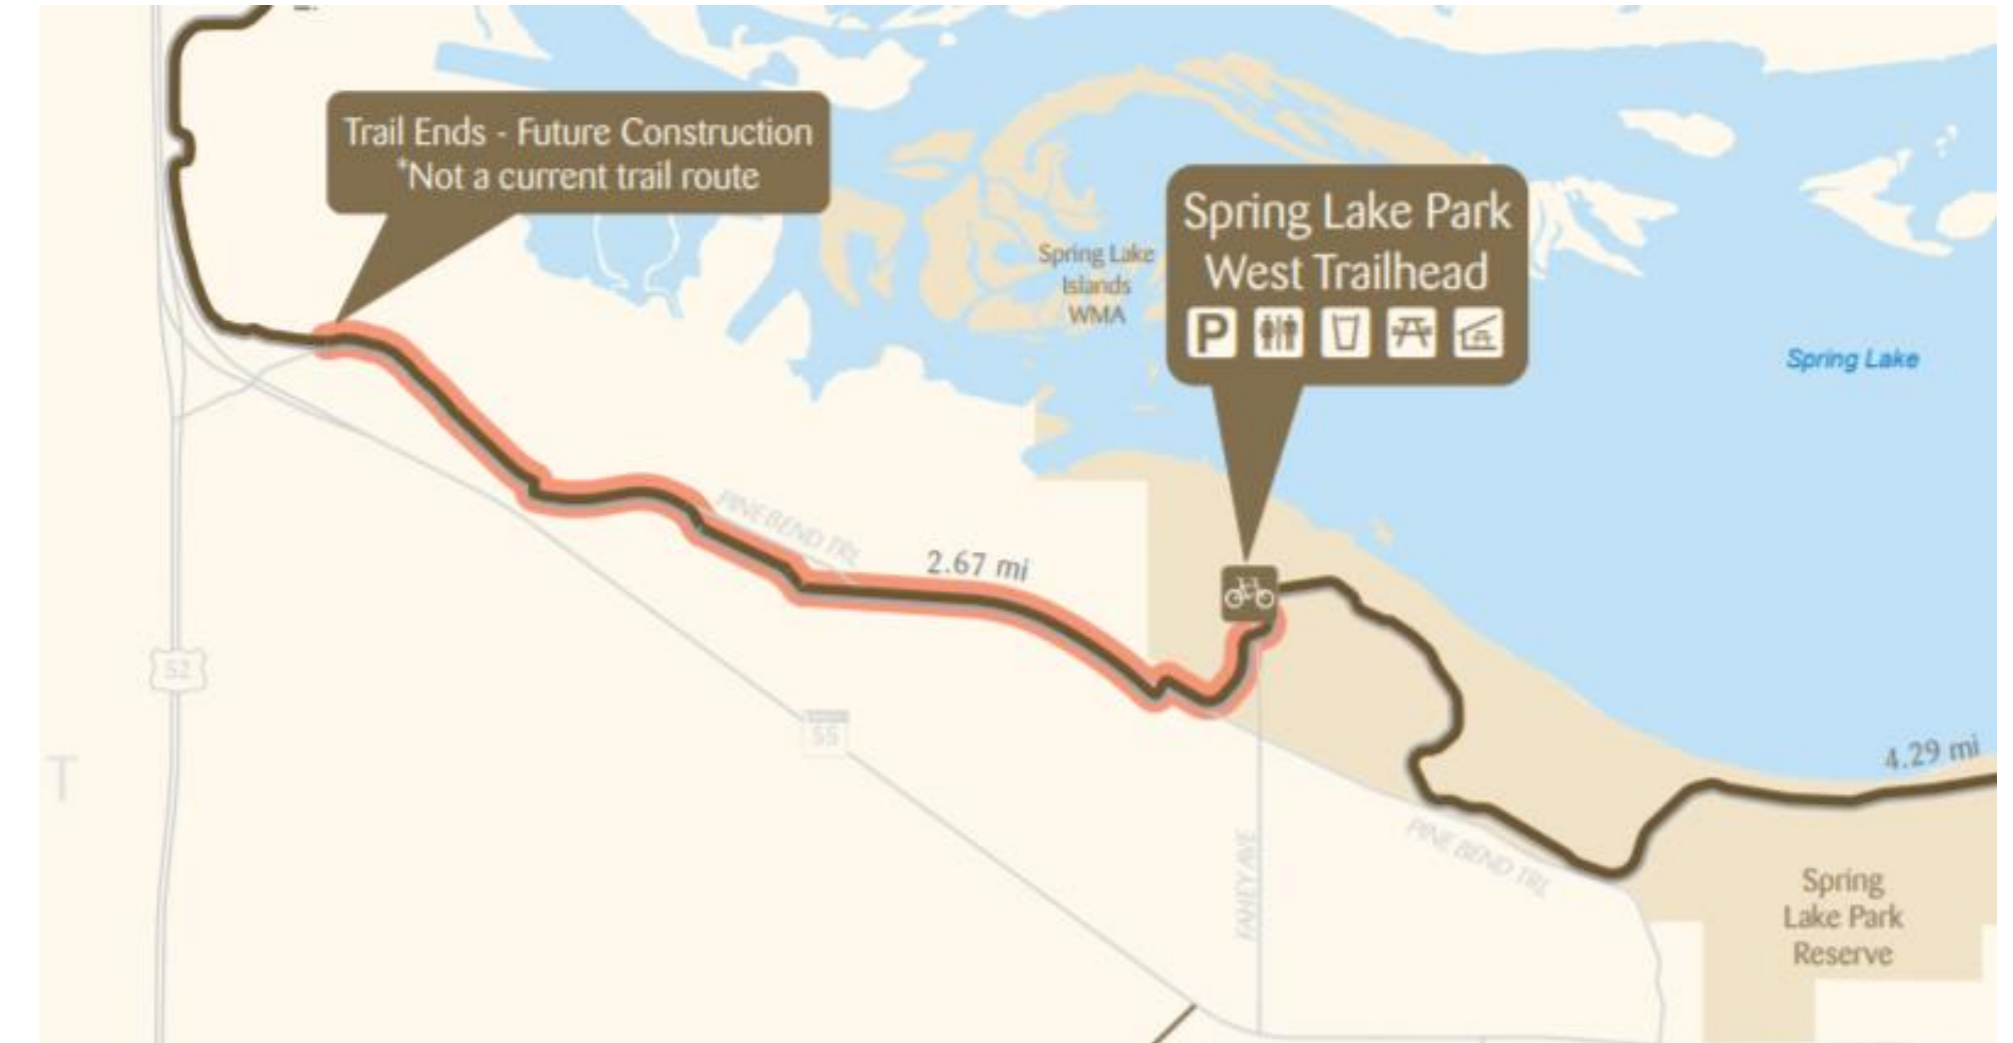 Trail Ends - Future Construction
*Not a current trail route
Spring Lake Park
West Trailhead
P
Spring Lake
Islands
WMA
Spring Lake
PINE BEND TRL
2.67 mi
52
55
T
4.29 mi
FAHEY AVE
PINE BEND TRL
Spring
Lake Park
Reserve